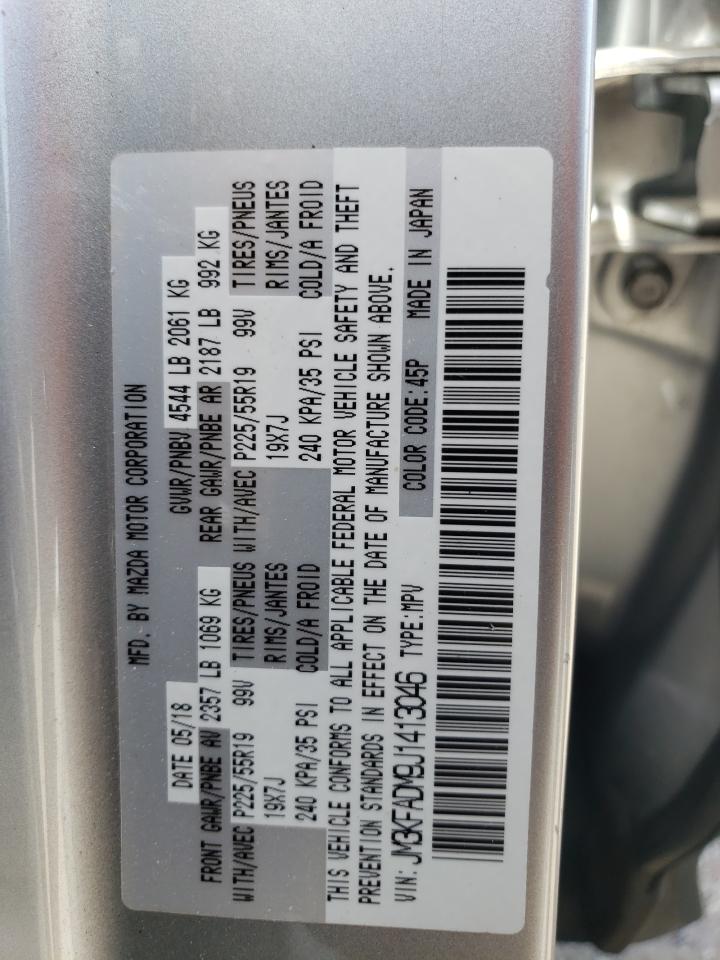 MFD. BY MAZDA MOTOR CORPORATION
DATE 05/18 GVWR/PNBV 4544 LB 2061 KG
FRONT GAWR/PNBE AV 2357 LB 1069 KG REAR GAWR/PNBE AR 2187 LB 992 KG
WITH/AVEC P225/55R19 99V TIRES/PNEUS WITH/AVEC P225/55R19 99V TIRES/PNEUS
19X7J RIMS/JANTES 19X7J RIMS/JANTES
240 KPA/35 PSI COLD/A FROID 240 KPA/35 PSI COLD/A FROID
THIS VEHICLE CONFORMS TO ALL APPLICABLE FEDERAL MOTOR VEHICLE SAFETY AND THEFT
PREVENTION STANDARDS IN EFFECT ON THE DATE OF MANUFACTURE SHOWN ABOVE.
VIN: JM3KFADM9J1413046 TYPE:MPV COLOR CODE:45P MADE IN JAPAN